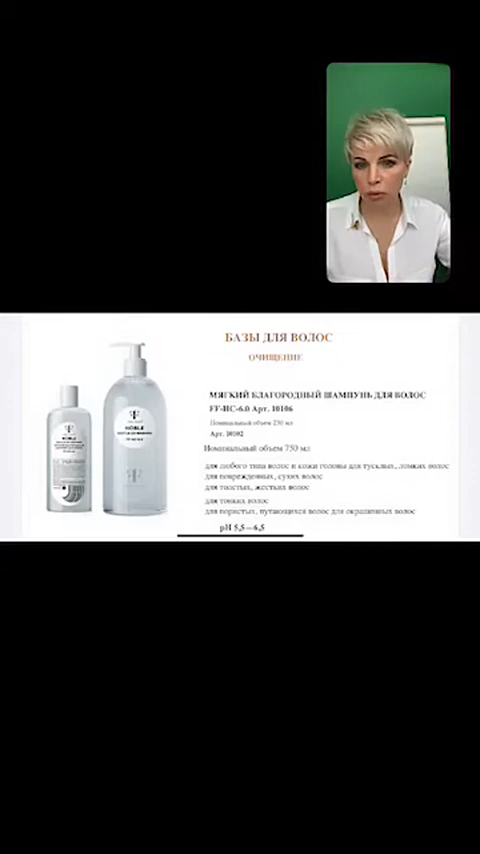 БАЗЫ ДЛЯ ВОЛОС
ОЧИЩЕНИЕ
МЯГКИЙ БЛАГОРОДНЫЙ ШАМПУНЬ ДЛЯ ВОЛОС
FF-HC-6.0 Арт. 10106
Номинальный объем 250 мл
Арт. 10102
Номинальный объем 750 мл
для любого типа волос и кожи головы для тусклых, ломких волос
для поврежденных, сухих волос
для толстых, жестких волос
для тонких волос
для пористых, путающихся волос для окрашенных волос
pH 5,5—6,5
NOBLE
NOBLE